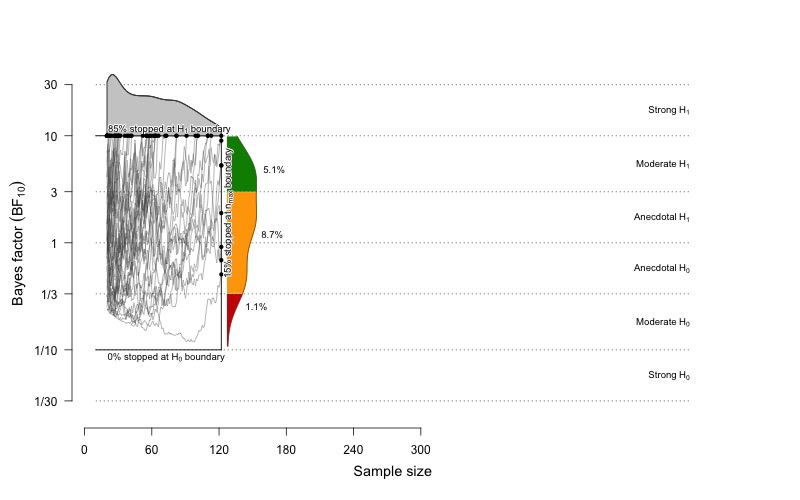 30
10
3
1
1/3
1/10
1/30
Bayes factor (BF₁₀)
85% stopped at H₁ boundary
15% stopped at nₘₐₓ boundary
0% stopped at H₀ boundary
5.1%
8.7%
1.1%
Strong H₁
Moderate H₁
Anecdotal H₁
Anecdotal H₀
Moderate H₀
Strong H₀
0 60 120 180 240 300
Sample size